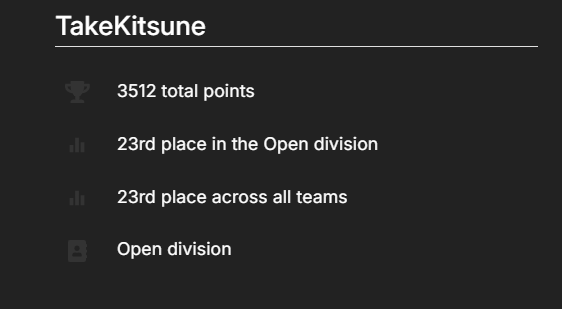 TakeKitsune
3512 total points
23rd place in the Open division
23rd place across all teams
Open division